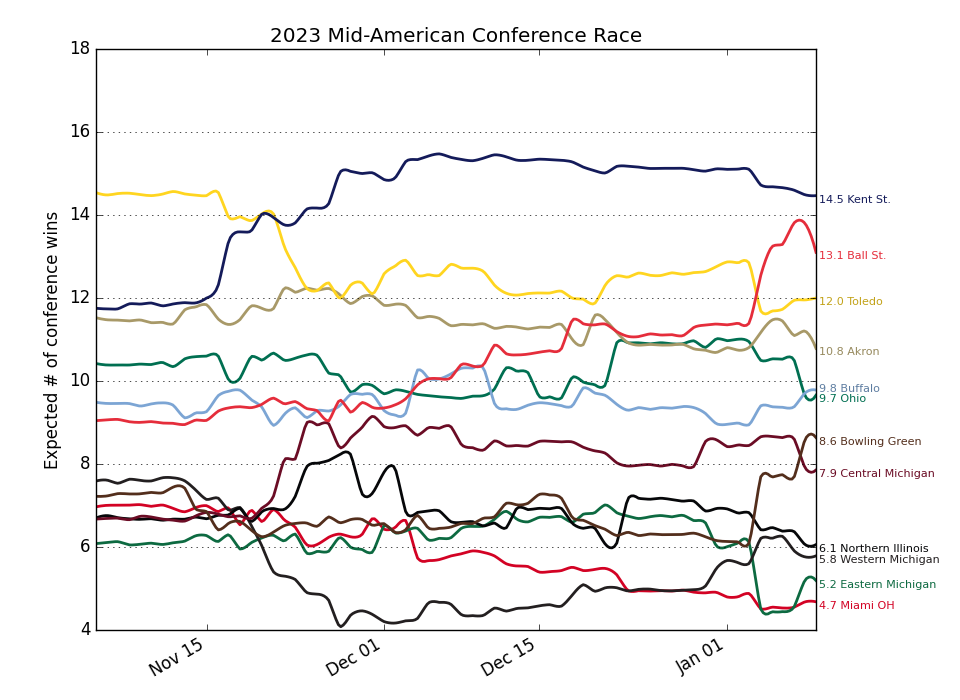 2023 Mid-American Conference Race
Expected # of conference wins
18
16
14
12
10
8
6
4
Nov 15
Dec 01
Dec 15
Jan 01
14.5 Kent St.
13.1 Ball St.
12.0 Toledo
10.8 Akron
9.8 Buffalo
9.7 Ohio
8.6 Bowling Green
7.9 Central Michigan
6.1 Northern Illinois
5.8 Western Michigan
5.2 Eastern Michigan
4.7 Miami OH